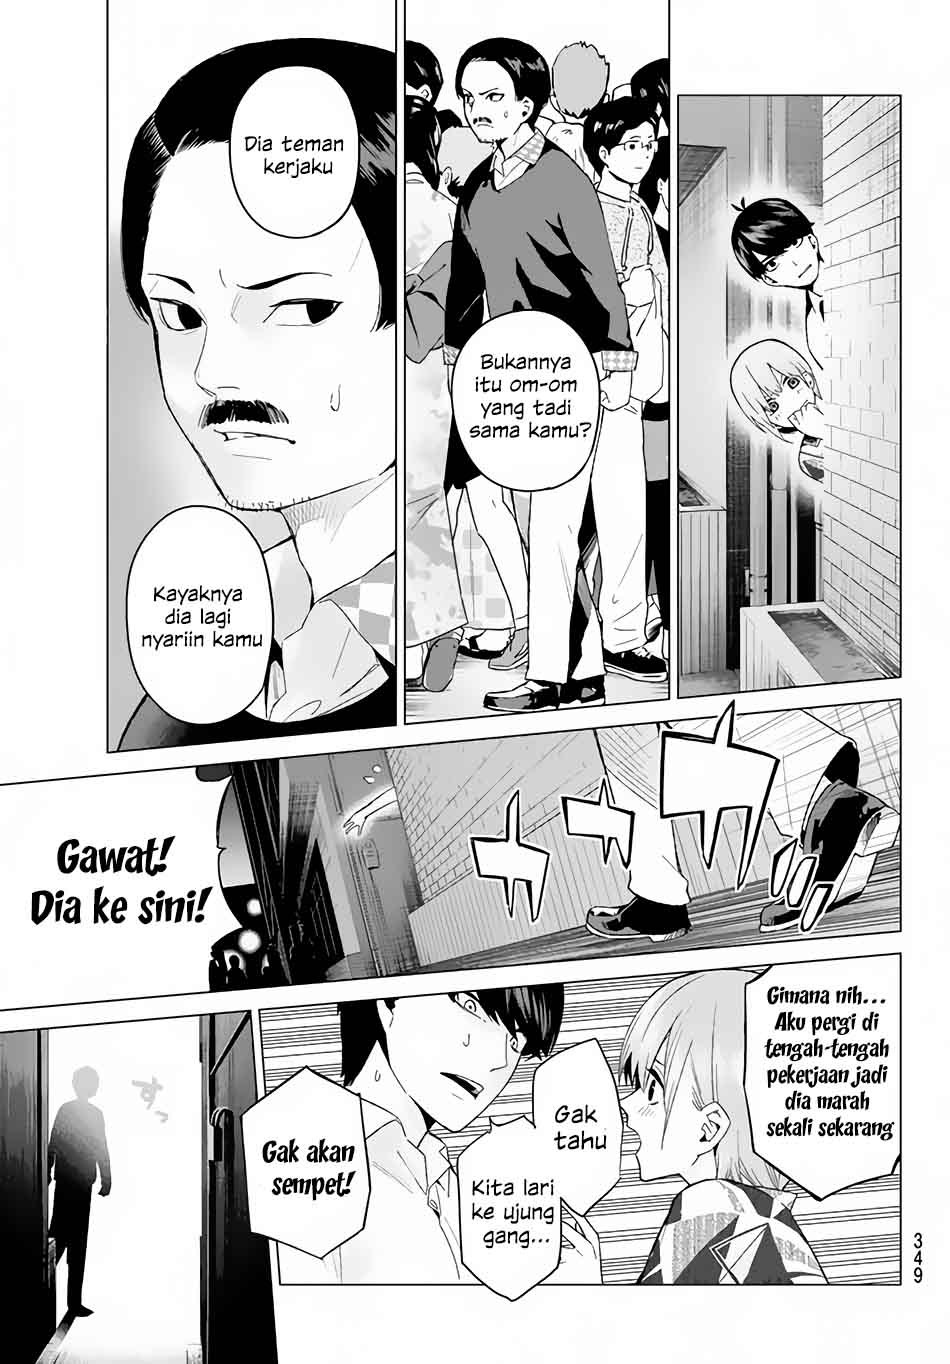 Bukannya
itu om-om
yang tadi
sama kamu?
Dia teman
kerjaku
Kayaknya
dia lagi
nyariin kamu
Gawat!
Dia ke sini!
Gimana nih...
Aku pergi di
tengah-tengah
pekerjaan jadi
dia marah
sekali sekarang
Gak
tahu
Kita lari
ke ujung
gang...
Gak akan
sempet!
すっ
349